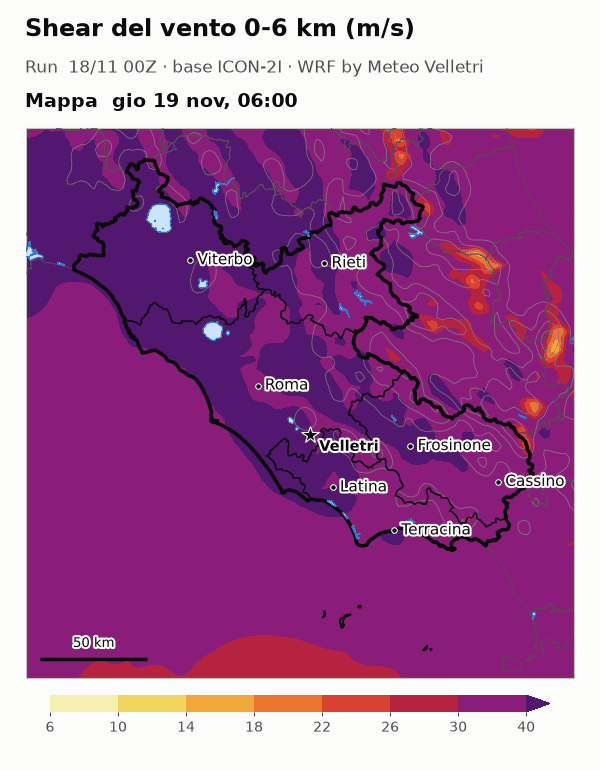 Shear del vento 0-6 km (m/s)
Run  18/11 00Z · base ICON-2I · WRF by Meteo Velletri
Mappa  gio 19 nov, 06:00
Viterbo
Rieti
Roma
Velletri
Frosinone
Latina
Cassino
Terracina
50 km
6 10 14 18 22 26 30 40